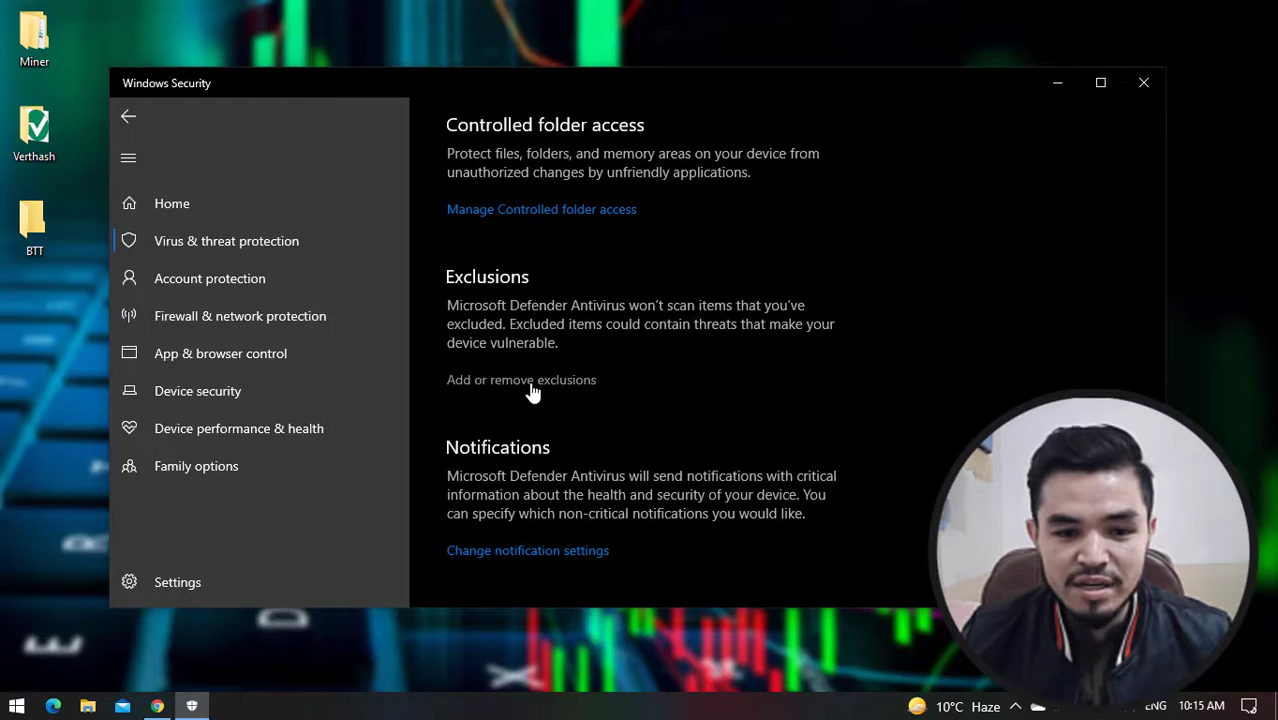 Miner
Verthash
BTT
Windows Security
Home
Virus & threat protection
Account protection
Firewall & network protection
App & browser control
Device security
Device performance & health
Family options
Settings
Controlled folder access
Protect files, folders, and memory areas on your device from
unauthorized changes by unfriendly applications.
Manage Controlled folder access
Exclusions
Microsoft Defender Antivirus won't scan items that you've
excluded. Excluded items could contain threats that make your
device vulnerable.
Add or remove exclusions
Notifications
Microsoft Defender Antivirus will send notifications with critical
information about the health and security of your device. You
can specify which non-critical notifications you would like.
Change notification settings
10°C Haze
ENG
10:15 AM